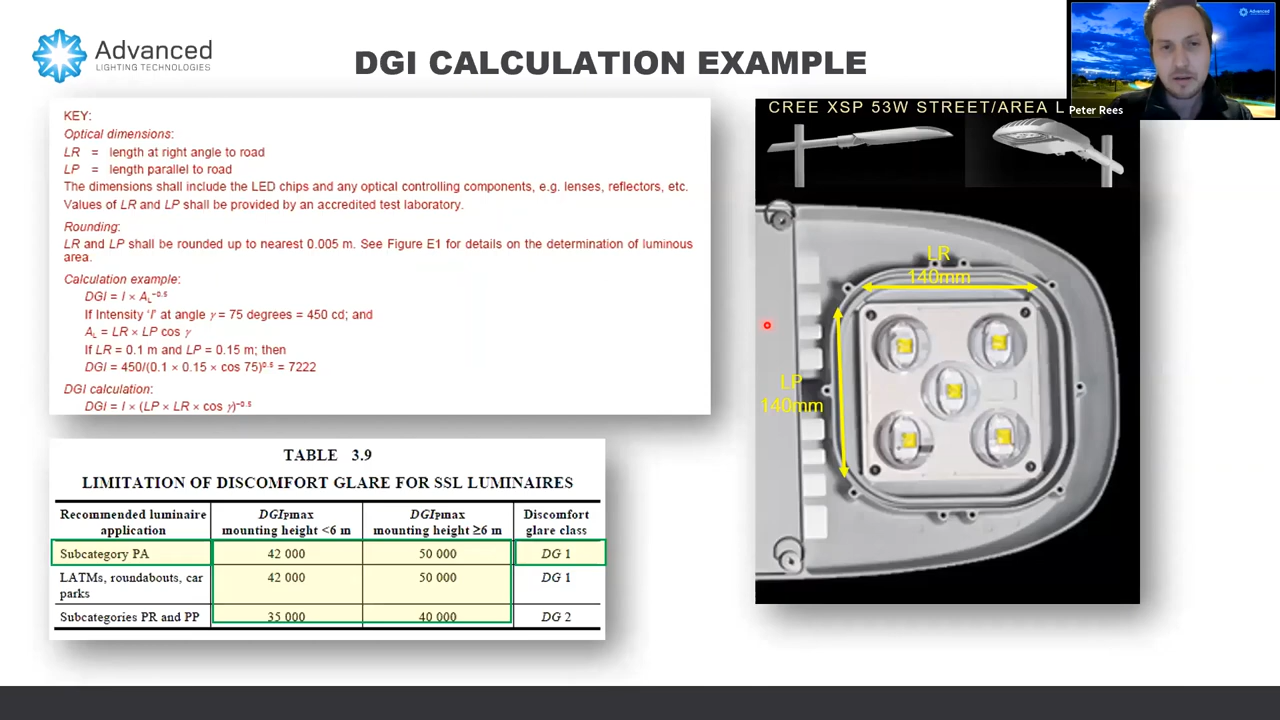 Advanced
LIGHTING TECHNOLOGIES
DGI CALCULATION EXAMPLE
KEY:
Optical dimensions:
LR = length at right angle to road
LP = length parallel to road
The dimensions shall include the LED chips and any optical controlling components, e.g. lenses, reflectors, etc.
Values of LR and LP shall be provided by an accredited test laboratory.
Rounding:
LR and LP shall be rounded up to nearest 0.005 m. See Figure E1 for details on the determination of luminous
area.
Calculation example:
DGI = I × A_L^–0.5
If Intensity 'I' at angle γ = 75 degrees = 450 cd; and
A_L = LR × LP cos γ
If LR = 0.1 m and LP = 0.15 m; then
DGI = 450/(0.1 × 0.15 × cos 75)^0.5 = 7222
DGI calculation:
DGI = I × (LP × LR × cos γ)^–0.5
TABLE 3.9
LIMITATION OF DISCOMFORT GLARE FOR SSL LUMINAIRES
Recommended luminaire application | DGI_Pmax mounting height <6 m | DGI_Pmax mounting height ≥6 m | Discomfort glare class
Subcategory PA | 42 000 | 50 000 | DG 1
LATMs, roundabouts, car parks | 42 000 | 50 000 | DG 1
Subcategories PR and PP | 35 000 | 40 000 | DG 2
CREE XSP 53W STREET/AREA L
LR
140mm
LP
140mm
Advanced
Peter Rees